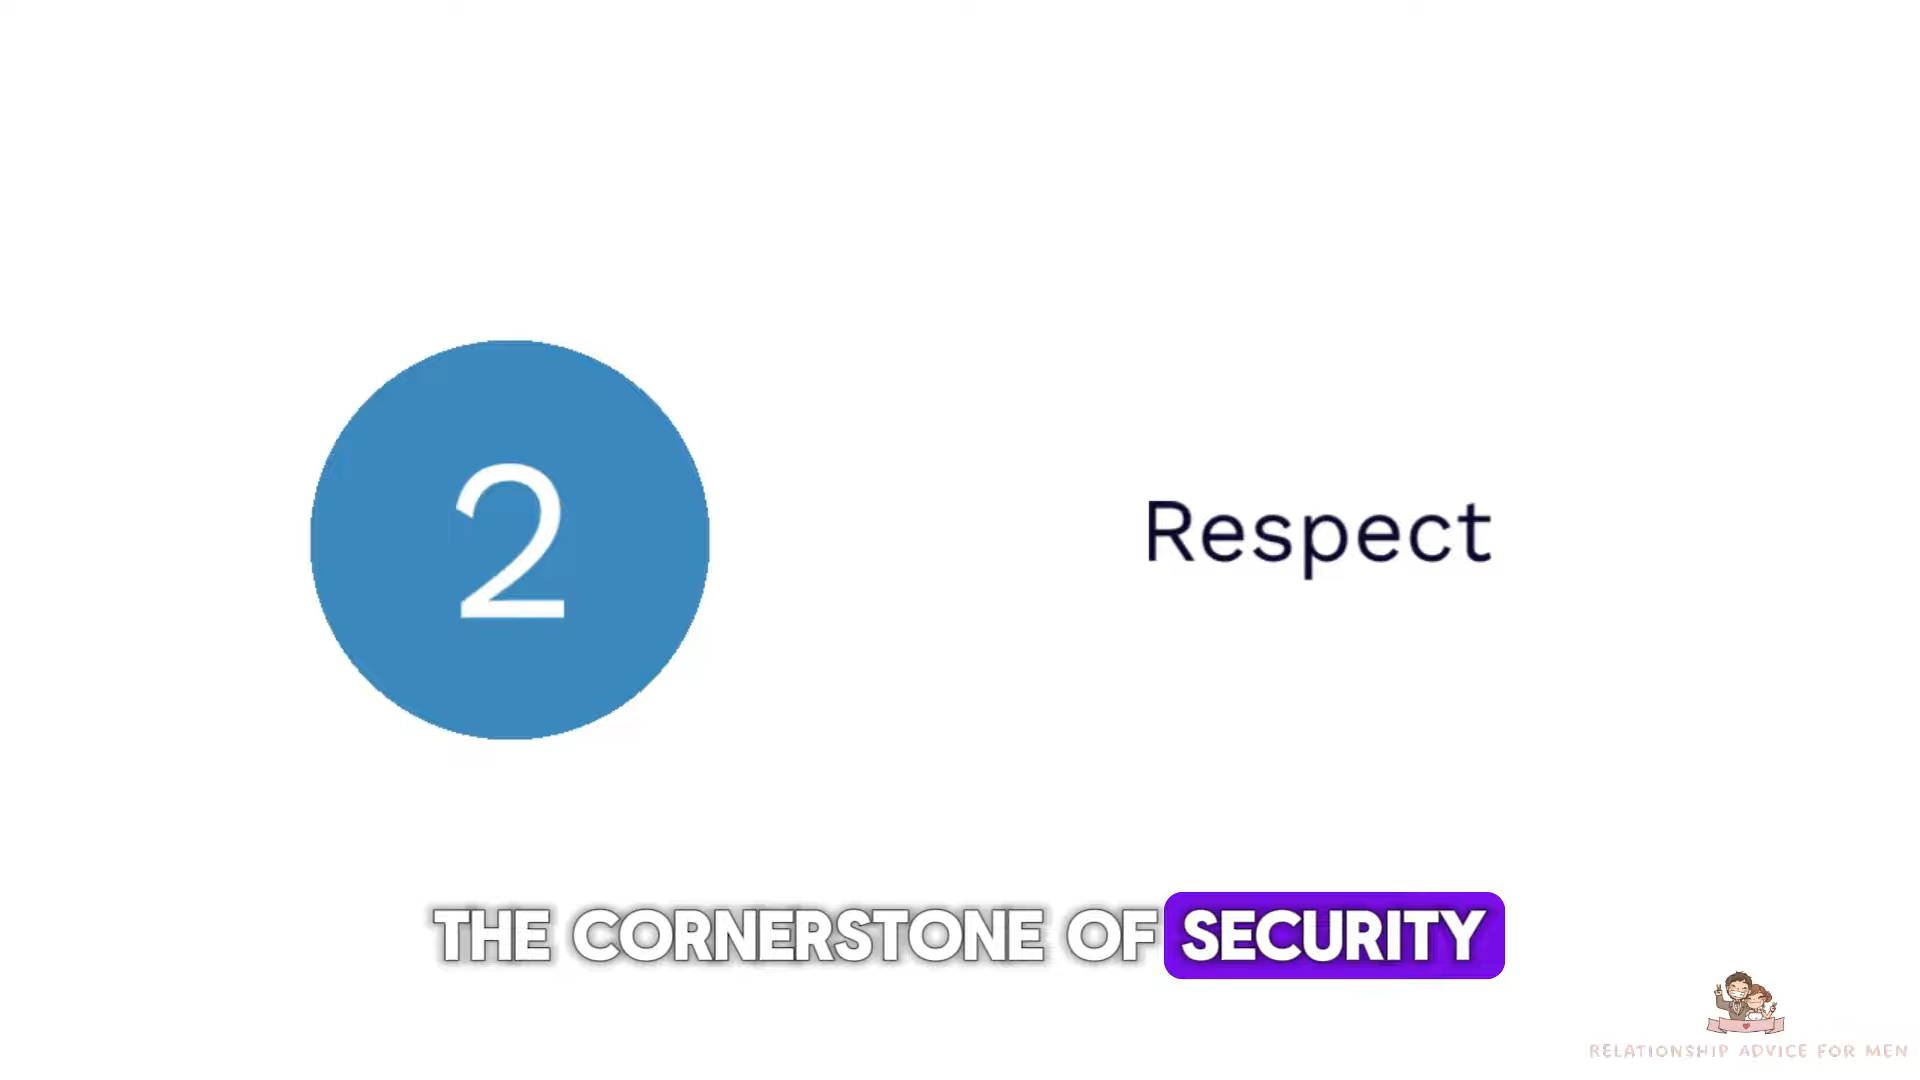 2
Respect
THE CORNERSTONE OF SECURITY
RELATIONSHIP ADVICE FOR MEN